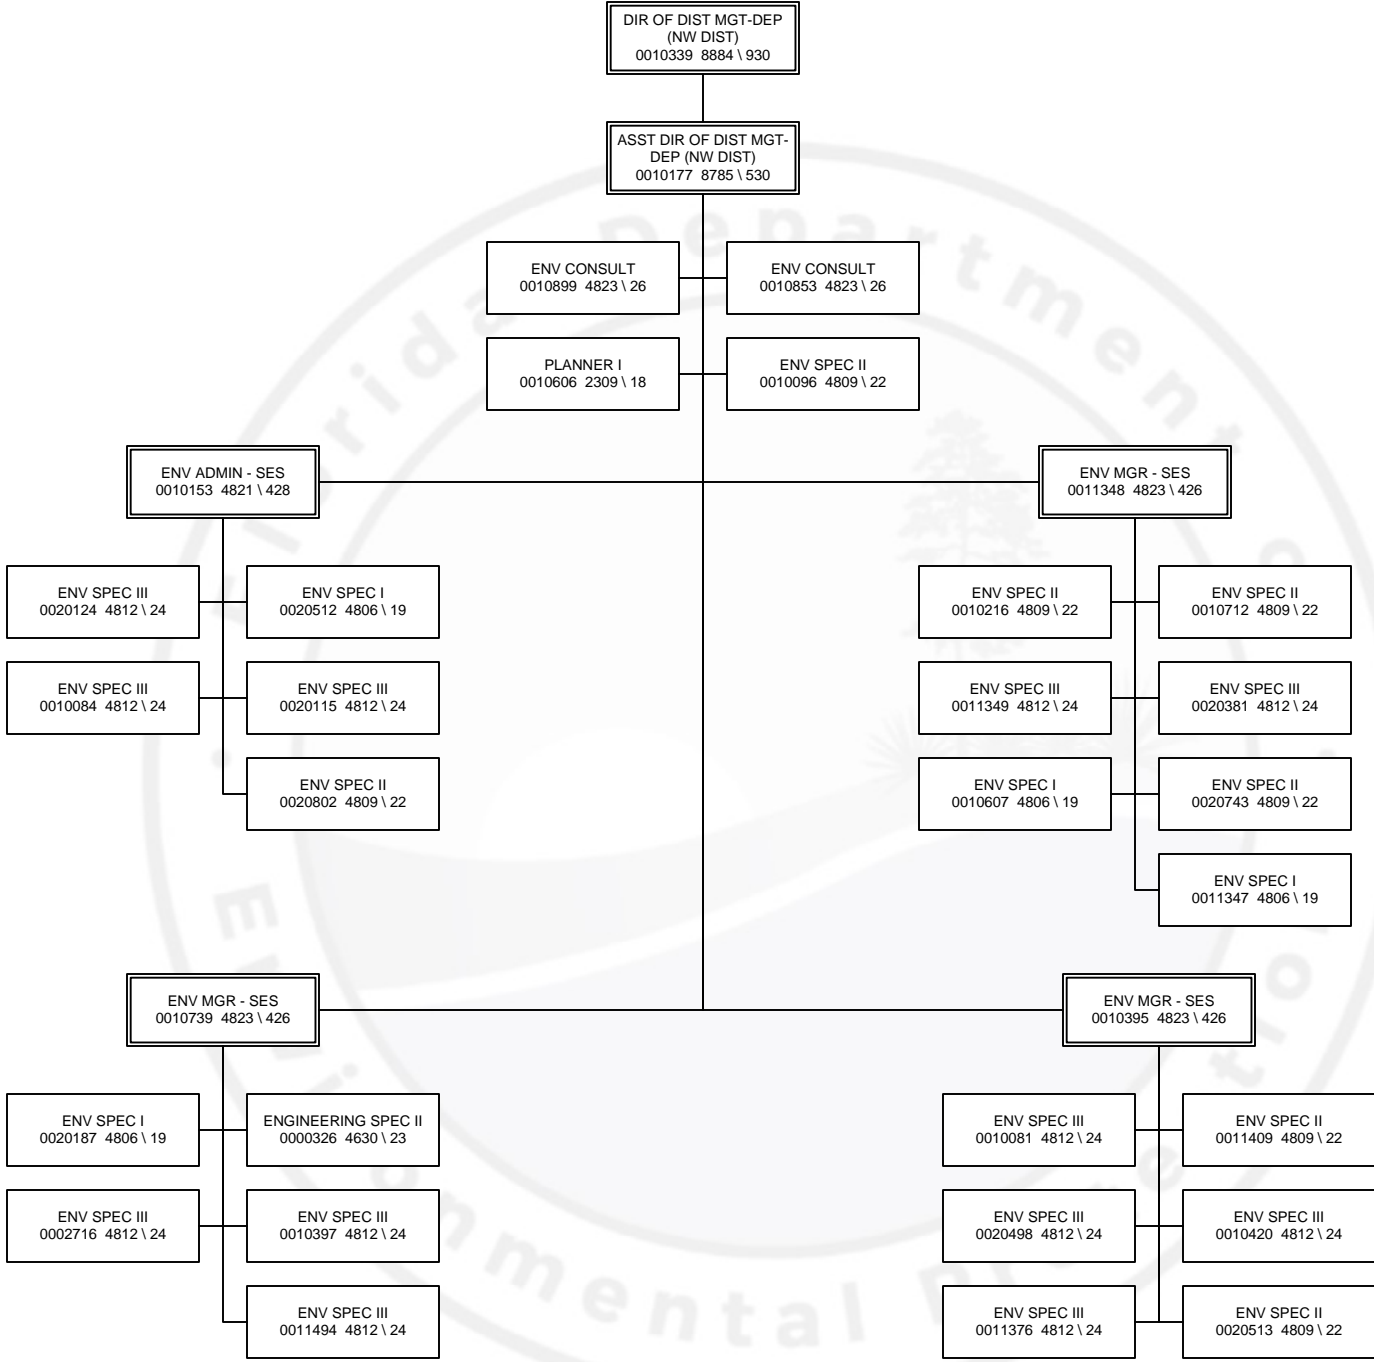 DIR OF DIST MGT-DEP
(NW DIST)
0010339 8884 \ 930
ASST DIR OF DIST MGT-
DEP (NW DIST)
0010177 8785 \ 530
ENV CONSULT
0010899 4823 \ 26
ENV CONSULT
0010853 4823 \ 26
PLANNER I
0010606 2309 \ 18
ENV SPEC II
0010096 4809 \ 22
ENV ADMIN - SES
0010153 4821 \ 428
ENV MGR - SES
0011348 4823 \ 426
ENV SPEC III
0020124 4812 \ 24
ENV SPEC I
0020512 4806 \ 19
ENV SPEC III
0010084 4812 \ 24
ENV SPEC III
0020115 4812 \ 24
ENV SPEC II
0020802 4809 \ 22
ENV SPEC II
0010216 4809 \ 22
ENV SPEC II
0010712 4809 \ 22
ENV SPEC III
0011349 4812 \ 24
ENV SPEC III
0020381 4812 \ 24
ENV SPEC I
0010607 4806 \ 19
ENV SPEC II
0020743 4809 \ 22
ENV SPEC I
0011347 4806 \ 19
ENV MGR - SES
0010739 4823 \ 426
ENV MGR - SES
0010395 4823 \ 426
ENV SPEC I
0020187 4806 \ 19
ENGINEERING SPEC II
0000326 4630 \ 23
ENV SPEC III
0002716 4812 \ 24
ENV SPEC III
0010397 4812 \ 24
ENV SPEC III
0011494 4812 \ 24
ENV SPEC III
0010081 4812 \ 24
ENV SPEC II
0011409 4809 \ 22
ENV SPEC III
0020498 4812 \ 24
ENV SPEC III
0010420 4812 \ 24
ENV SPEC III
0011376 4812 \ 24
ENV SPEC II
0020513 4809 \ 22
Florida Department of
Environmental Protection